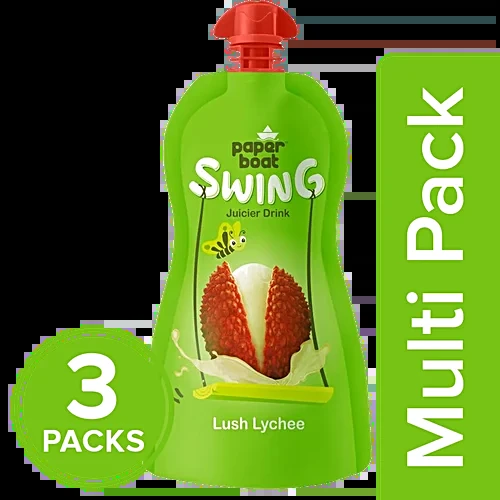 paper
boat
SWING
Juicier Drink
Lush Lychee
3
PACKS
Multi Pack